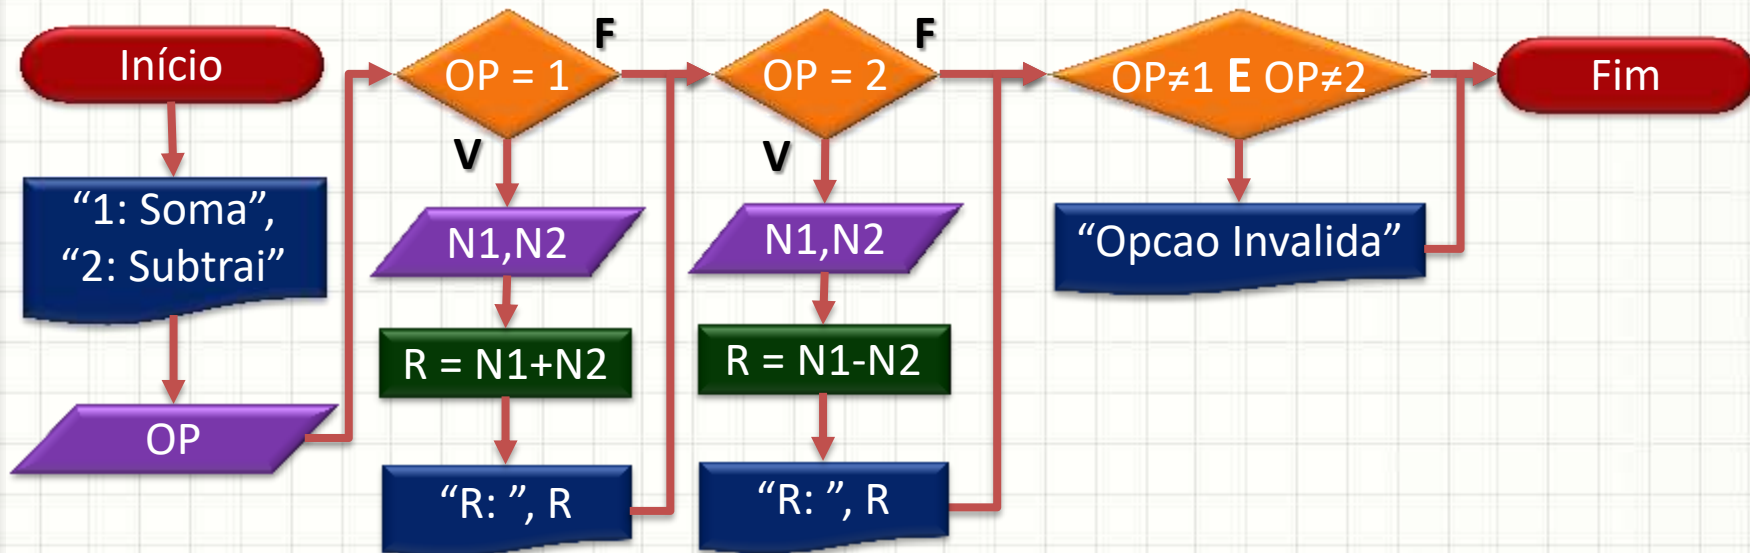 Início
“1: Soma”,
“2: Subtrai”
OP
OP = 1
F
V
N1,N2
R = N1+N2
“R: ”, R
OP = 2
F
V
N1,N2
R = N1-N2
“R: ”, R
OP≠1 E OP≠2
“Opcao Invalida”
Fim